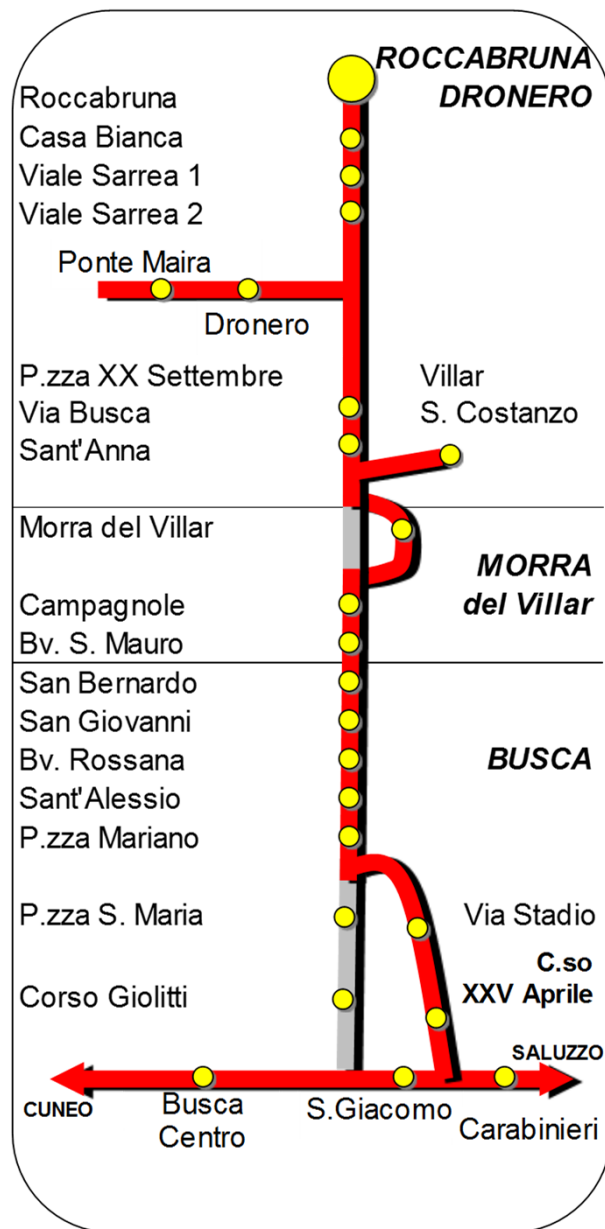 ROCCABRUNA
DRONERO
Roccabruna
Casa Bianca
Viale Sarrea 1
Viale Sarrea 2
Ponte Maira
Dronero
P.zza XX Settembre
Via Busca
Sant'Anna
Villar
S. Costanzo
Morra del Villar
MORRA
del Villar
Campagnole
Bv. S. Mauro
San Bernardo
San Giovanni
Bv. Rossana
Sant'Alessio
P.zza Mariano
BUSCA
P.zza S. Maria
Via Stadio
C.so
XXV Aprile
Corso Giolitti
SALUZZO
CUNEO
Busca
Centro
S.Giacomo
Carabinieri